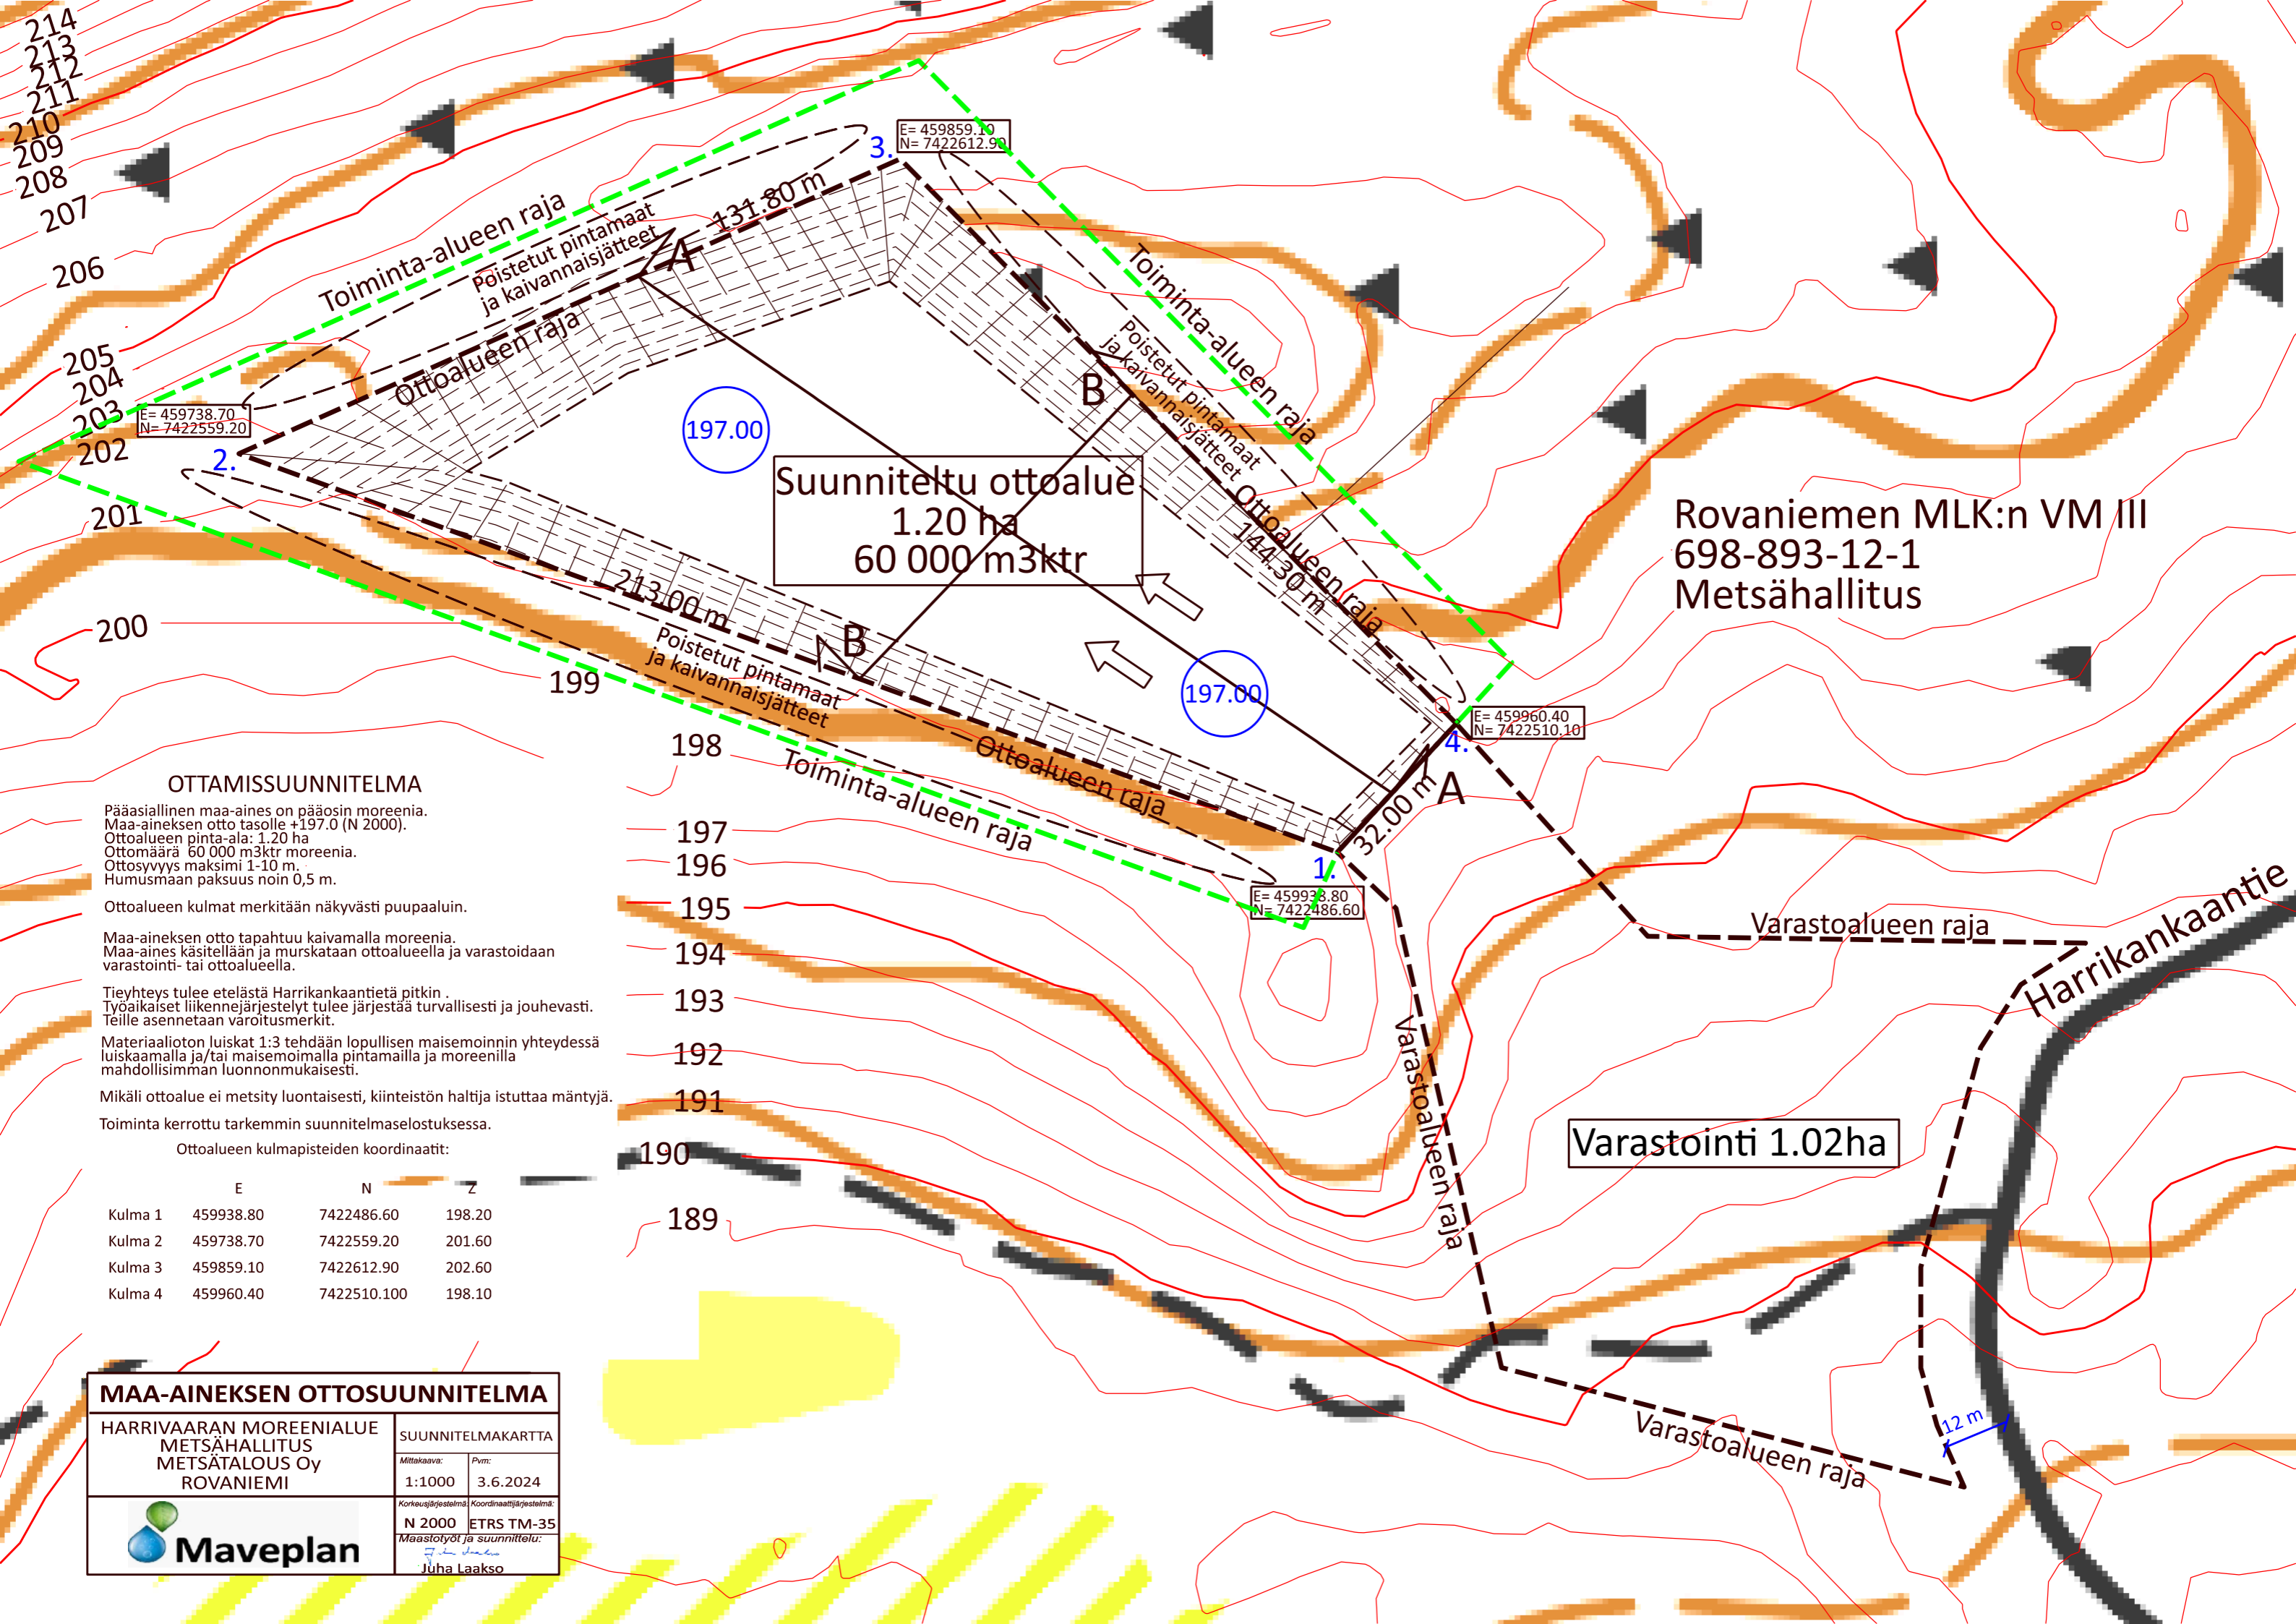 214
213
212
211
210
209
208
207
206
205
204
203
202
201
200
199
198
197
196
195
194
193
192
191
190
189
E= 459859.10
N= 7422612.90
3.
131.80 m
Toiminta-alueen raja
Poistetut pintamaat
ja kaivannaisjätteet
A
Ottoalueen raja
E= 459738.70
N= 7422559.20
2.
197.00
Suunniteltu ottoalue
1.20 ha
60 000 m3ktr
Toiminta-alueen raja
Poistetut pintamaat
ja kaivannaisjätteet
B
Ottoalueen raja
144.30 m
213.00 m
B
Poistetut pintamaat
ja kaivannaisjätteet
Ottoalueen raja
Toiminta-alueen raja
197.00
E= 459960.40
N= 7422510.10
4.
A
32.00 m
1.
E= 459938.80
N= 7422486.60
Rovaniemen MLK:n VM III
698-893-12-1
Metsähallitus
Varastoalueen raja
Harrikankaantie
Varastoalueen raja
Varastointi 1.02ha
Varastoalueen raja
12 m
OTTAMISSUUNNITELMA
Pääasiallinen maa-aines on pääosin moreenia.
Maa-aineksen otto tasolle +197.0 (N 2000).
Ottoalueen pinta-ala: 1.20 ha
Ottomäärä 60 000 m3ktr moreenia.
Ottosyvyys maksimi 1-10 m.
Humusmaan paksuus noin 0,5 m.
Ottoalueen kulmat merkitään näkyvästi puupaaluin.
Maa-aineksen otto tapahtuu kaivamalla moreenia.
Maa-aines käsitellään ja murskataan ottoalueella ja varastoidaan
varastointi- tai ottoalueella.
Tieyhteys tulee etelästä Harrikankaantietä pitkin .
Työaikaiset liikennejärjestelyt tulee järjestää turvallisesti ja jouhevasti.
Teille asennetaan varoitusmerkit.
Materiaalioton luiskat 1:3 tehdään lopullisen maisemoinnin yhteydessä
luiskaamalla ja/tai maisemoimalla pintamailla ja moreenilla
mahdollisimman luonnonmukaisesti.
Mikäli ottoalue ei metsity luontaisesti, kiinteistön haltija istuttaa mäntyjä.
Toiminta kerrottu tarkemmin suunnitelmaselostuksessa.
Ottoalueen kulmapisteiden koordinaatit:
E N Z
Kulma 1 459938.80 7422486.60 198.20
Kulma 2 459738.70 7422559.20 201.60
Kulma 3 459859.10 7422612.90 202.60
Kulma 4 459960.40 7422510.100 198.10
MAA-AINEKSEN OTTOSUUNNITELMA
HARRIVAARAN MOREENIALUE
METSÄHALLITUS
METSÄTALOUS Oy
ROVANIEMI
SUUNNITELMAKARTTA
Mittakaava: Pvm:
1:1000 3.6.2024
Korkeusjärjestelmä: Koordinaattijärjestelmä:
N 2000 ETRS TM-35
Maastotyöt ja suunnittelu:
Juha Laakso
Maveplan